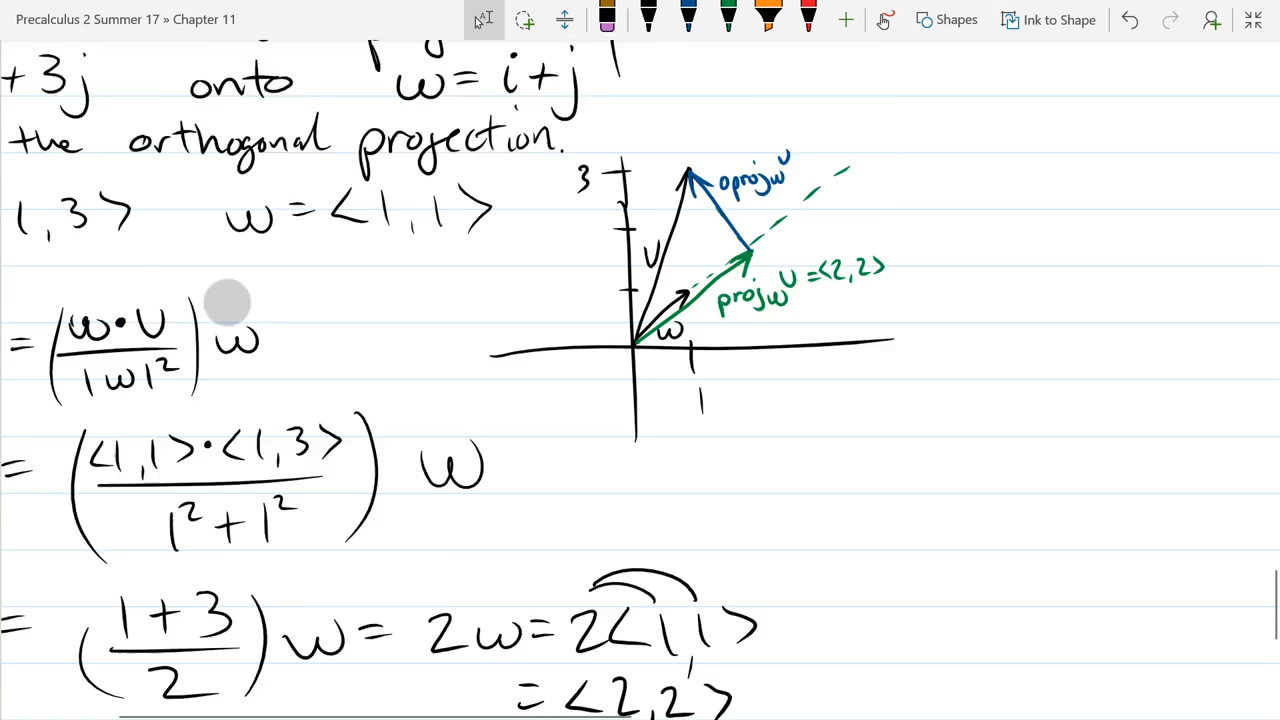 Precalculus 2 Summer 17 » Chapter 11
Shapes
Ink to Shape
+ 3j onto w = i + j
the orthogonal projection.
1, 3> w = <1, 1>
= (w • v / |w|²) w
= (<1, 1> • <1, 3> / 1² + 1²) w
= (1 + 3 / 2) w = 2w = 2<1, 1>
= <2, 2>
3
oproj_w v
v
proj_w v = <2, 2>
w
1